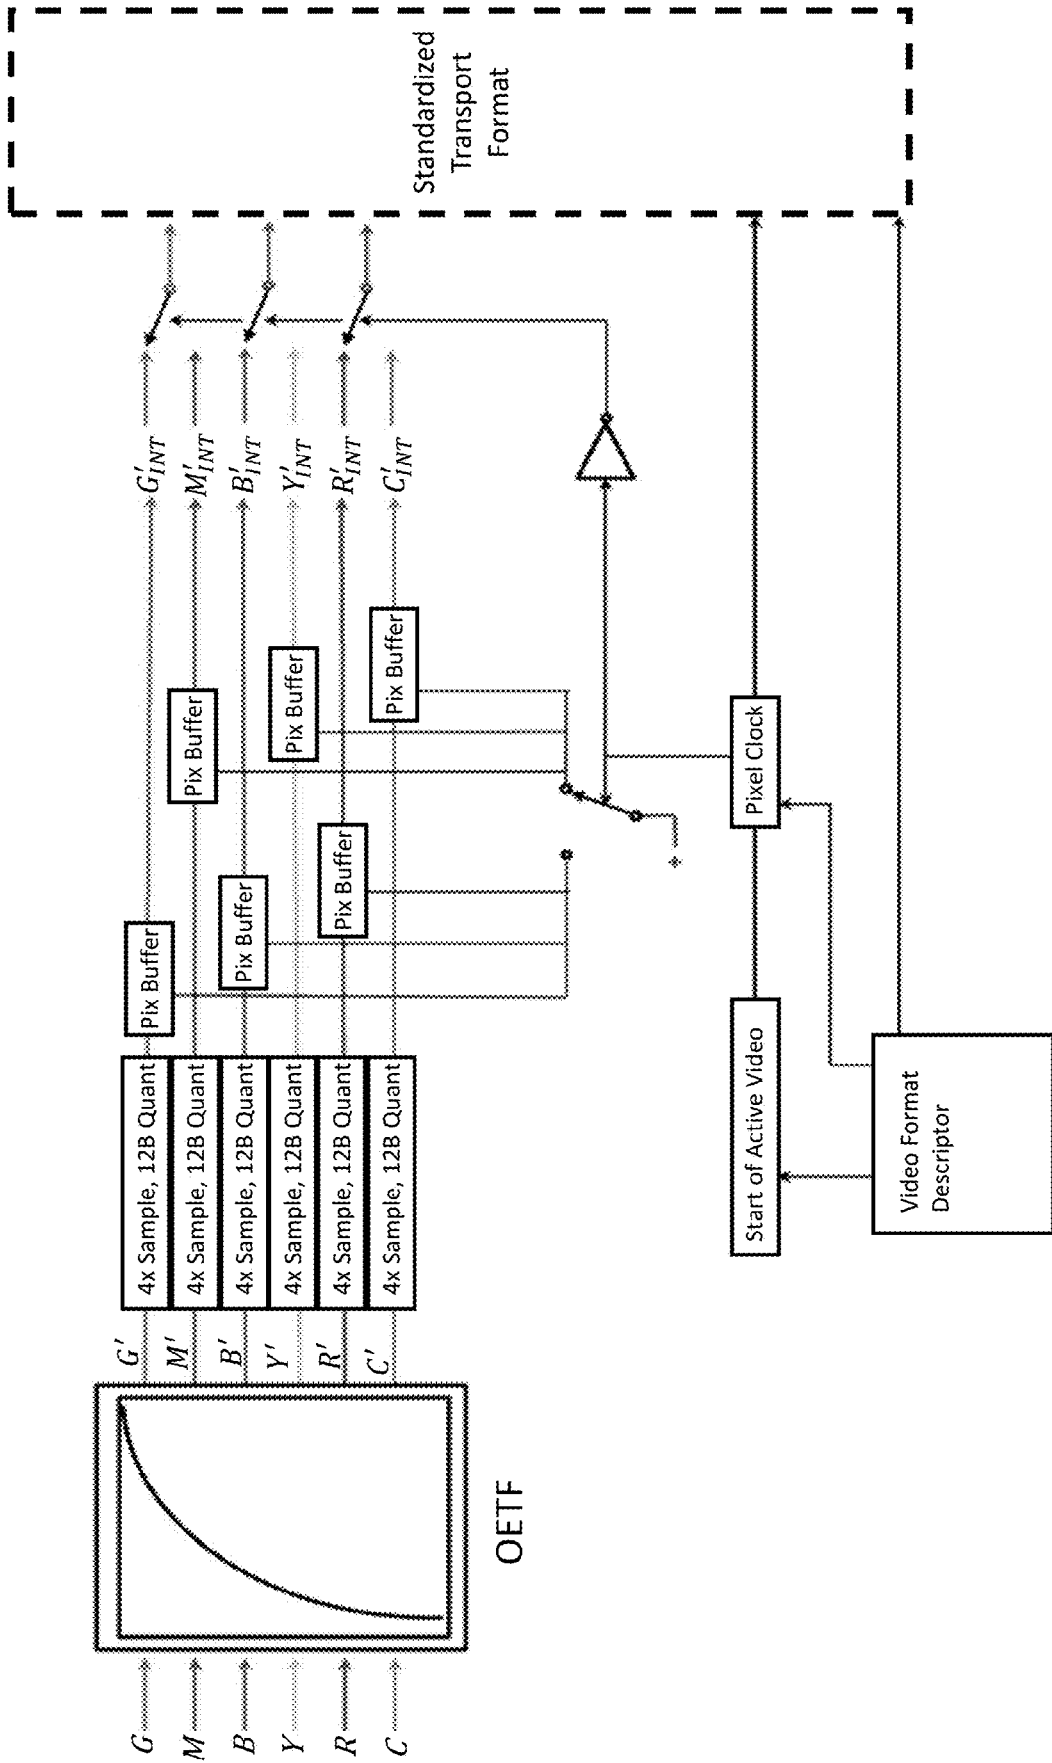 G
M
B
Y
R
C
OETF
G'
M'
B'
Y'
R'
C'
4x Sample, 12B Quant
4x Sample, 12B Quant
4x Sample, 12B Quant
4x Sample, 12B Quant
4x Sample, 12B Quant
4x Sample, 12B Quant
Pix Buffer
Pix Buffer
Pix Buffer
Pix Buffer
Pix Buffer
Pix Buffer
G'INT
M'INT
B'INT
Y'INT
R'INT
C'INT
+
Standardized
Transport
Format
Start of Active Video
Pixel Clock
Video Format
Descriptor